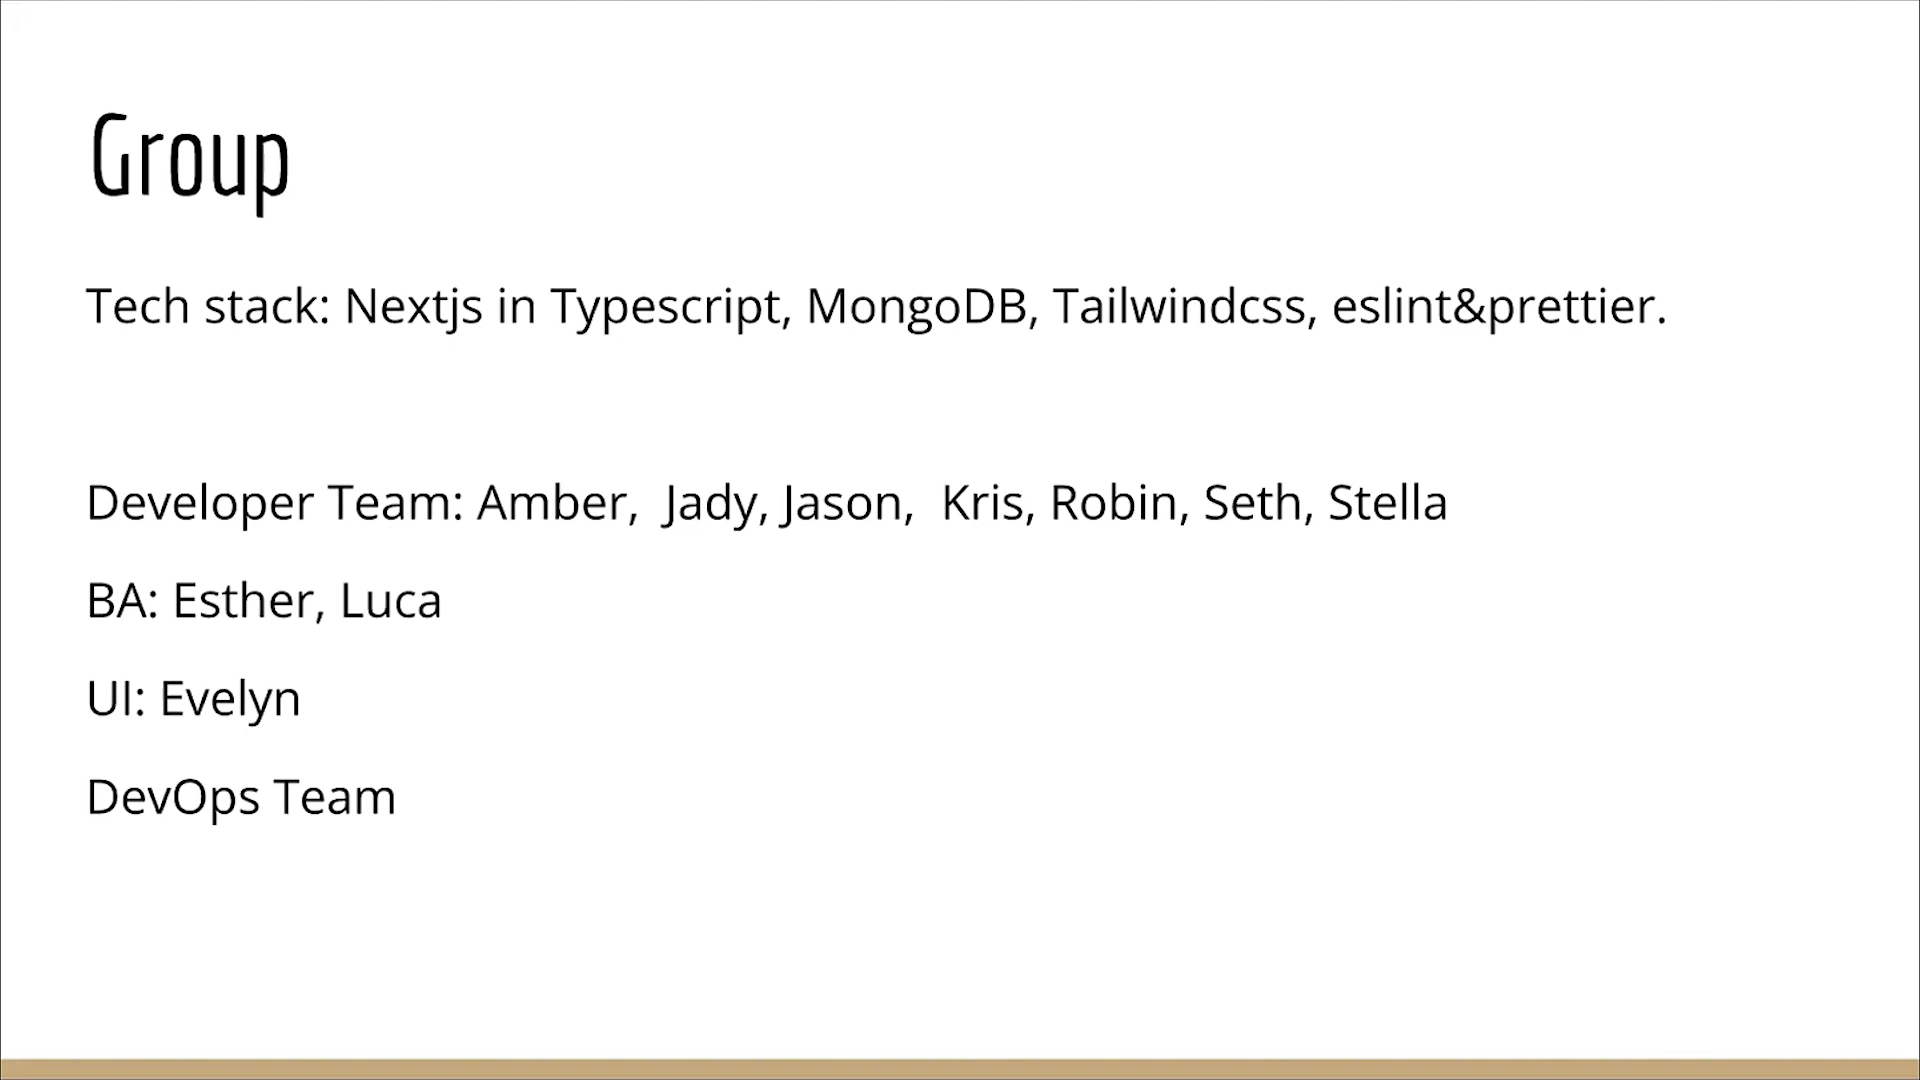 Group
Tech stack: Nextjs in Typescript, MongoDB, Tailwindcss, eslint&prettier.
Developer Team: Amber,  Jady, Jason,  Kris, Robin, Seth, Stella
BA: Esther, Luca
UI: Evelyn
DevOps Team